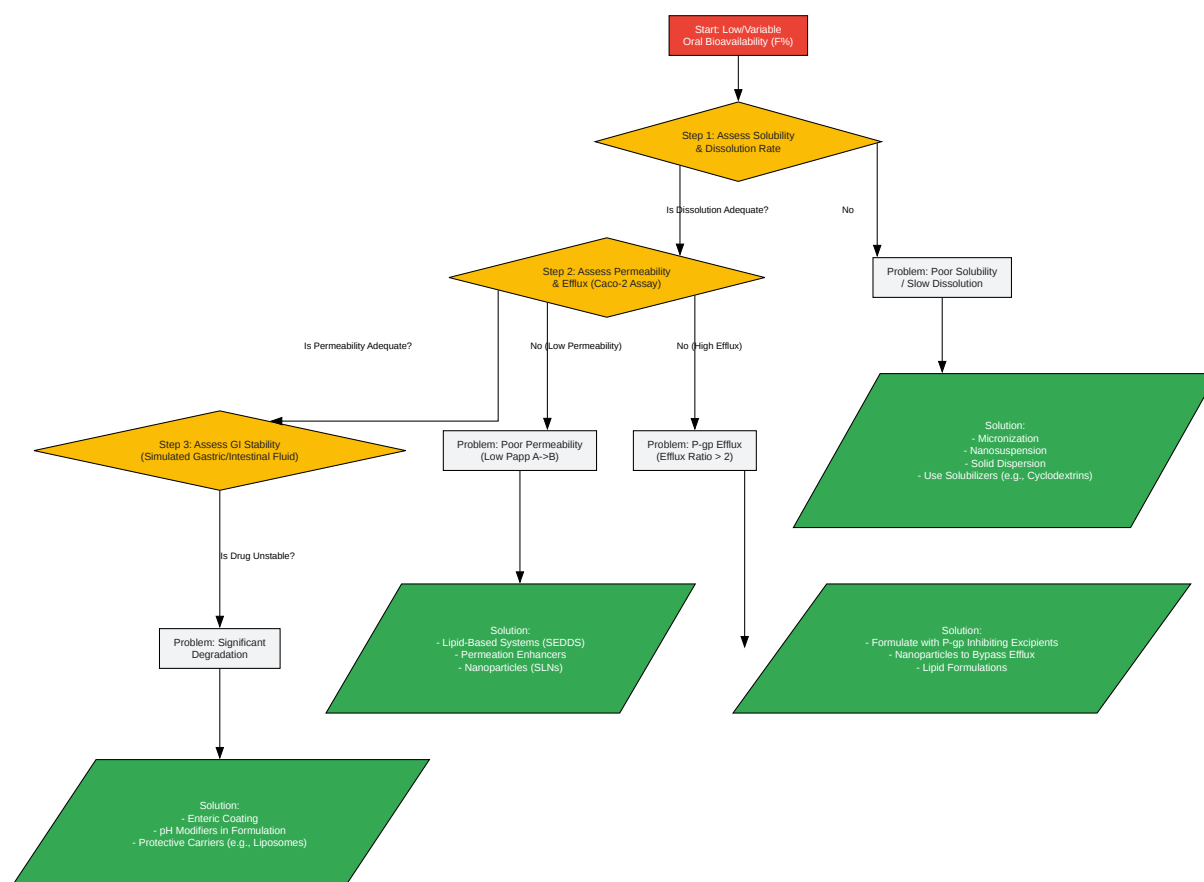 Start: Low/Variable
Oral Bioavailability (F%)
Step 1: Assess Solubility
& Dissolution Rate
Is Dissolution Adequate?
No
Step 2: Assess Permeability
& Efflux (Caco-2 Assay)
Problem: Poor Solubility
/ Slow Dissolution
Is Permeability Adequate?
No (Low Permeability)
No (High Efflux)
Solution:
- Micronization
- Nanosuspension
- Solid Dispersion
- Use Solubilizers (e.g., Cyclodextrins)
Step 3: Assess GI Stability
(Simulated Gastric/Intestinal Fluid)
Problem: Poor Permeability
(Low Papp A->B)
Problem: P-gp Efflux
(Efflux Ratio > 2)
Is Drug Unstable?
Problem: Significant
Degradation
Solution:
- Lipid-Based Systems (SEDDS)
- Permeation Enhancers
- Nanoparticles (SLNs)
Solution:
- Formulate with P-gp Inhibiting Excipients
- Nanoparticles to Bypass Efflux
- Lipid Formulations
Solution:
- Enteric Coating
- pH Modifiers in Formulation
- Protective Carriers (e.g., Liposomes)